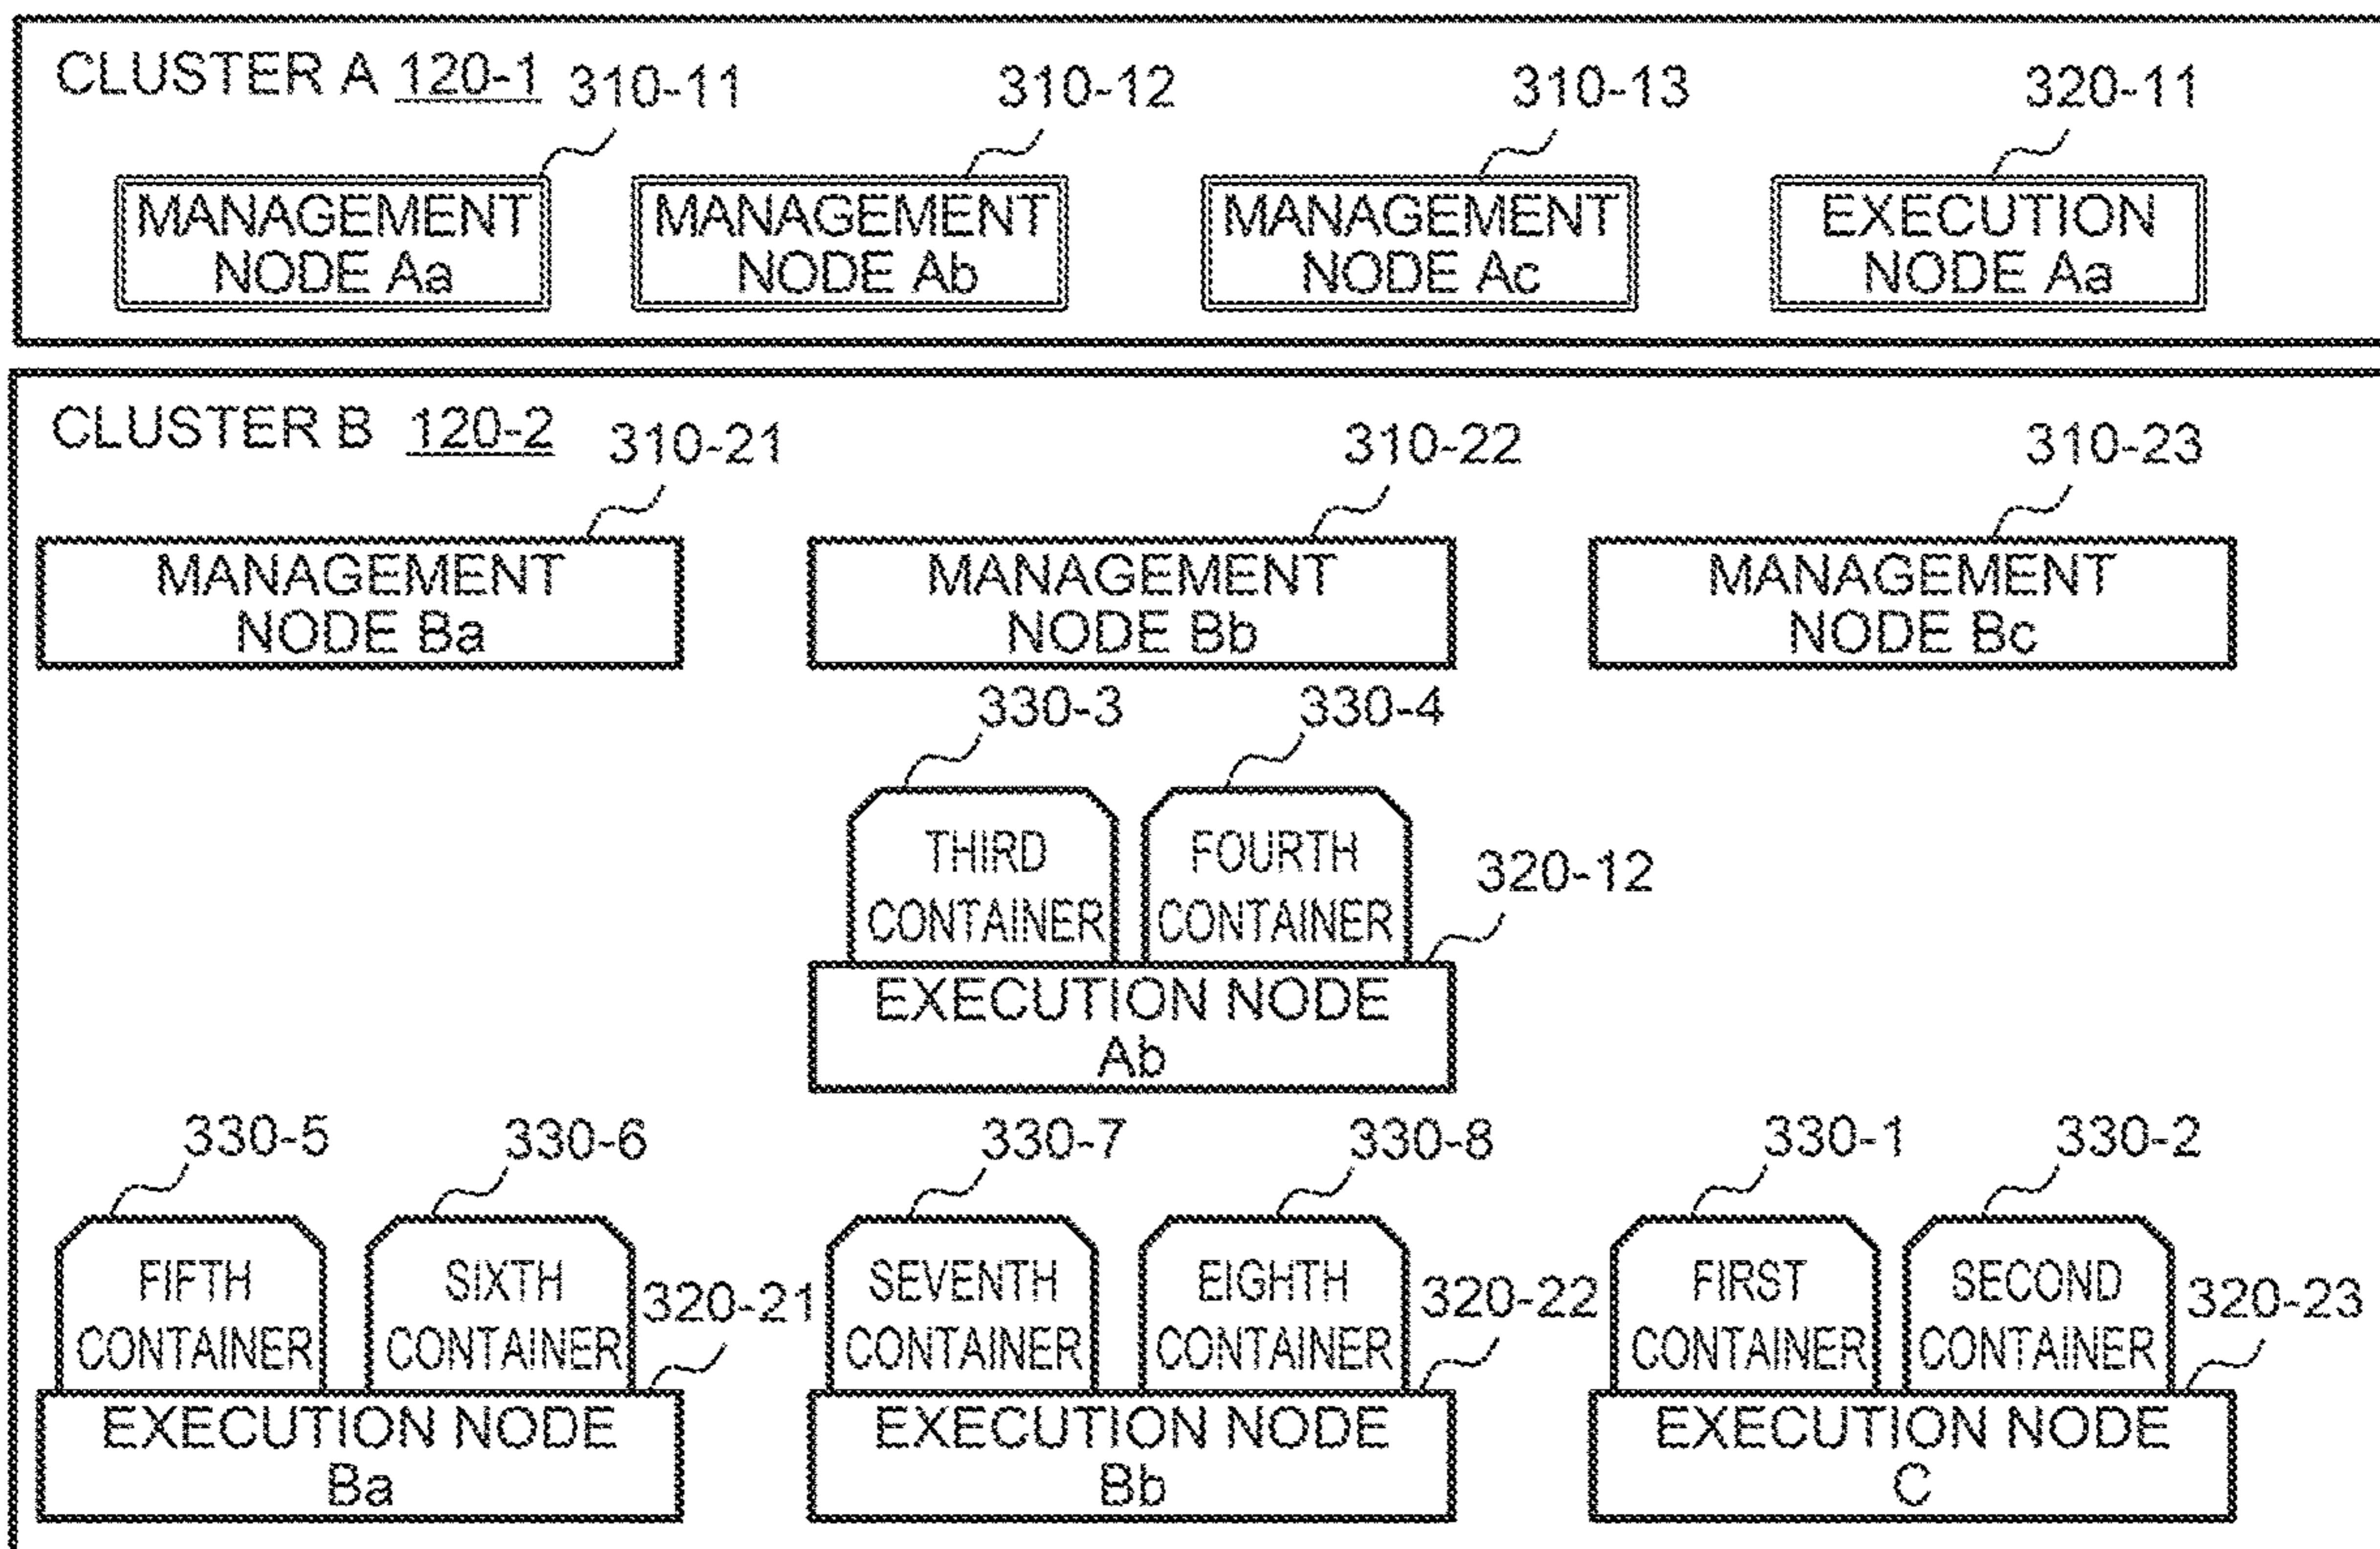 CLUSTER A 120-1
310-11
310-12
310-13
320-11
MANAGEMENT
NODE Aa
MANAGEMENT
NODE Ab
MANAGEMENT
NODE Ac
EXECUTION
NODE Aa
CLUSTER B 120-2
310-21
310-22
310-23
MANAGEMENT
NODE Ba
MANAGEMENT
NODE Bb
MANAGEMENT
NODE Bc
330-3
330-4
THIRD
CONTAINER
FOURTH
CONTAINER
320-12
EXECUTION NODE
Ab
330-5
330-6
330-7
330-8
330-1
330-2
FIFTH
CONTAINER
SIXTH
CONTAINER
320-21
SEVENTH
CONTAINER
EIGHTH
CONTAINER
320-22
FIRST
CONTAINER
SECOND
CONTAINER
320-23
EXECUTION NODE
Ba
EXECUTION NODE
Bb
EXECUTION NODE
C